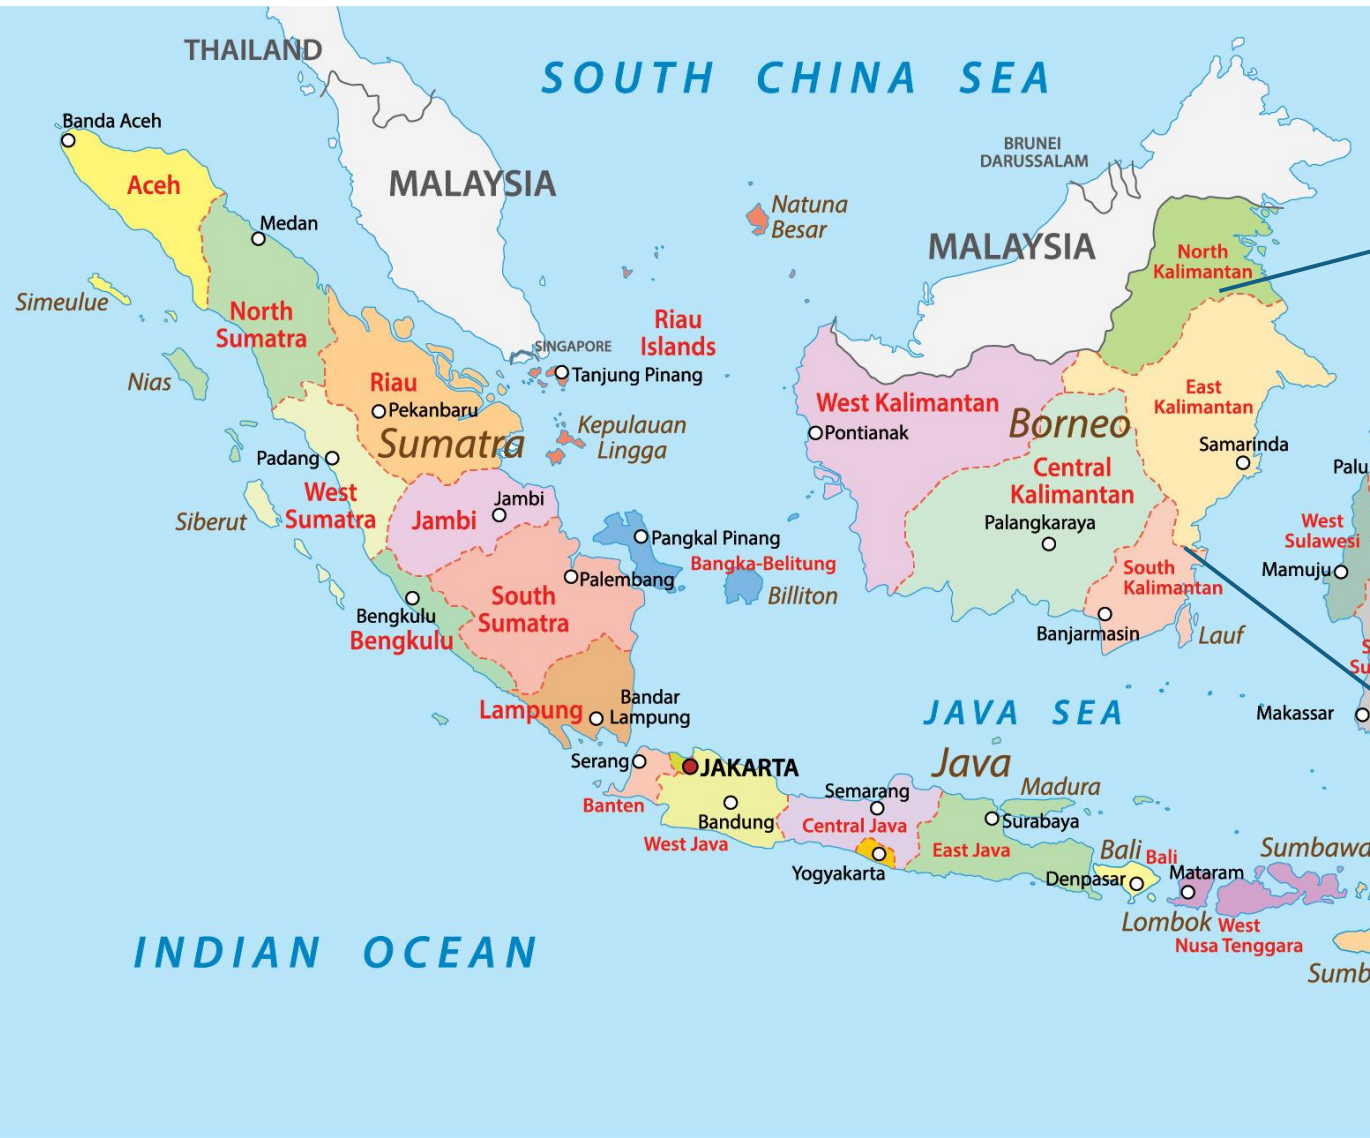 THAILAND
SOUTH CHINA SEA
Banda Aceh
BRUNEI
DARUSSALAM
Aceh
MALAYSIA
Natuna
Besar
Medan
MALAYSIA
North
Kalimantan
Simeulue
North
Sumatra
Riau
Islands
SINGAPORE
Tanjung Pinang
Nias
Riau
Pekanbaru
West Kalimantan
East
Kalimantan
Borneo
Kepulauan
Lingga
Sumatra
Pontianak
Samarinda
Padang
Central
Kalimantan
Palu
West
Sumatra
Siberut
Jambi
Jambi
Palangkaraya
West
Sulawesi
Pangkal Pinang
Bangka-Belitung
Mamuju
South
Kalimantan
Palembang
Billiton
South
Sumatra
Bengkulu
Bengkulu
Banjarmasin
Lauf
S
Su
Bandar
Lampung
Lampung
JAVA SEA
Makassar
Serang
JAKARTA
Java
Madura
Banten
Semarang
Bandung
Central Java
Surabaya
West Java
East Java
Bali
Bali
Sumbawa
Yogyakarta
Denpasar
Mataram
Lombok
West
Nusa Tenggara
INDIAN OCEAN
Sumb